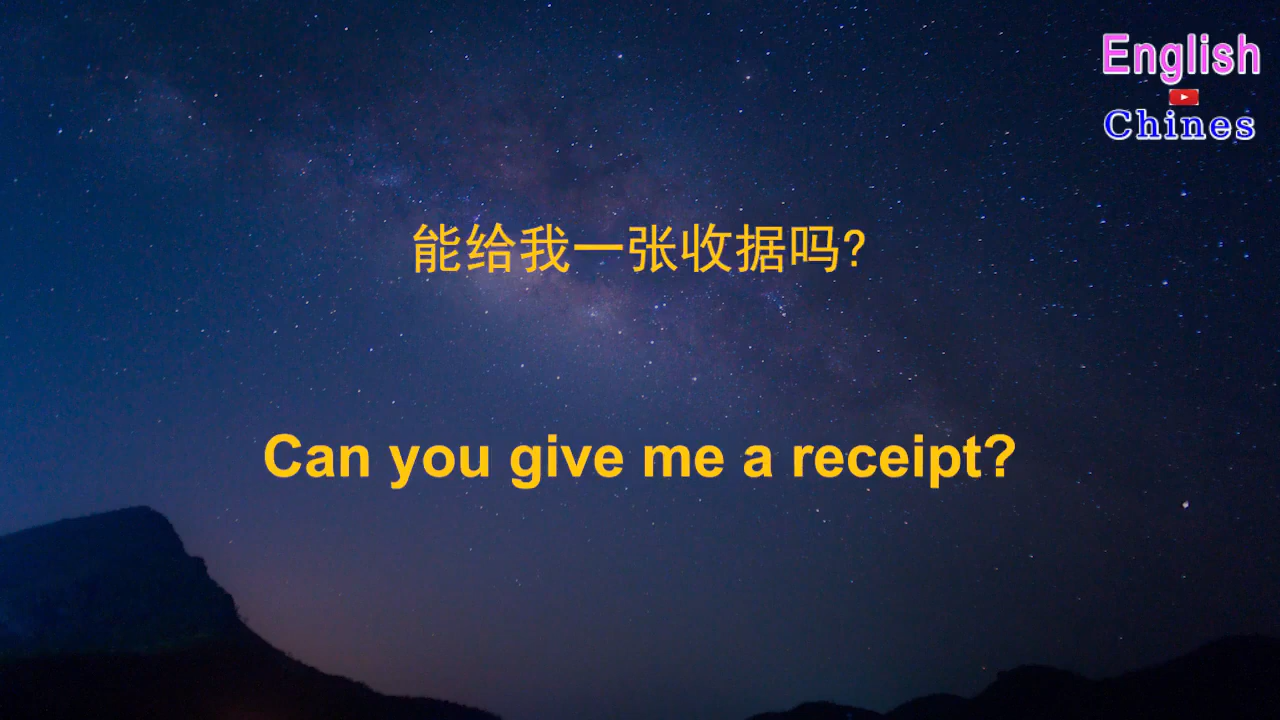 English
Chines
能给我一张收据吗?
Can you give me a receipt?